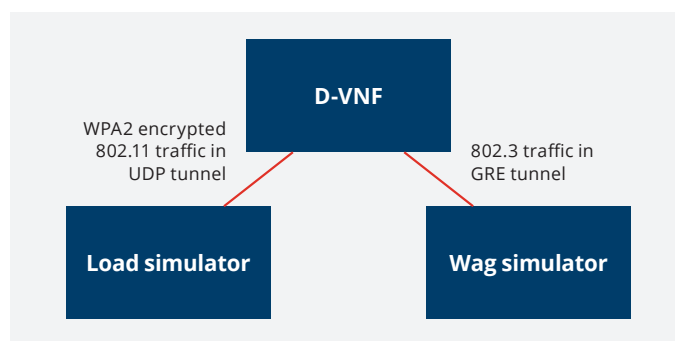 D-VNF
WPA2 encrypted
802.11 traffic in
UDP tunnel
802.3 traffic in
GRE tunnel
Load simulator
Wag simulator